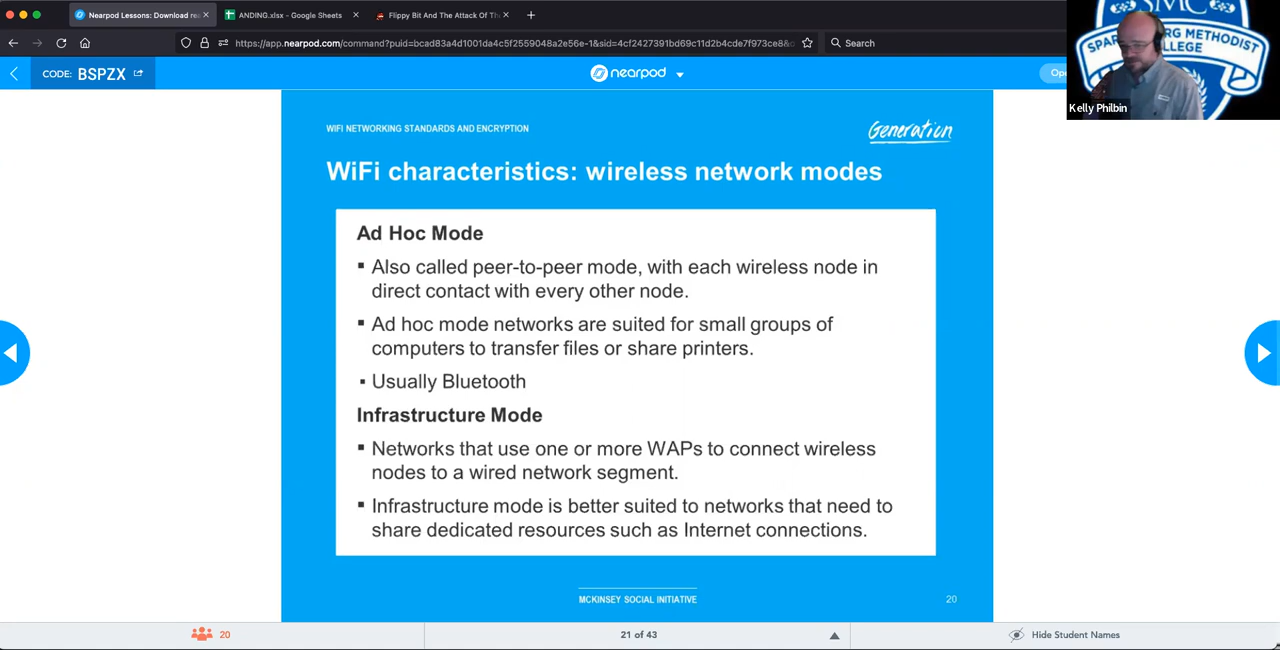 Nearpod Lessons: Download re
ANDING.xlsx - Google Sheets
Flippy Bit And The Attack Of Th
https://app.nearpod.com/command?puid=bcad83a4d1001da4c5f2559048a2e56e-1&sid=4cf2427391bd69c11d2b4cde7f973ce8&
Search
CODE: BSPZX
nearpod
Ope
SMC
METHODIST
COLLEGE
Kelly Philbin
WIFI NETWORKING STANDARDS AND ENCRYPTION
Generation
WiFi characteristics: wireless network modes
Ad Hoc Mode
▪ Also called peer-to-peer mode, with each wireless node in
direct contact with every other node.
▪ Ad hoc mode networks are suited for small groups of
computers to transfer files or share printers.
▪ Usually Bluetooth
Infrastructure Mode
▪ Networks that use one or more WAPs to connect wireless
nodes to a wired network segment.
▪ Infrastructure mode is better suited to networks that need to
share dedicated resources such as Internet connections.
MCKINSEY SOCIAL INITIATIVE
20
20
21 of 43
Hide Student Names